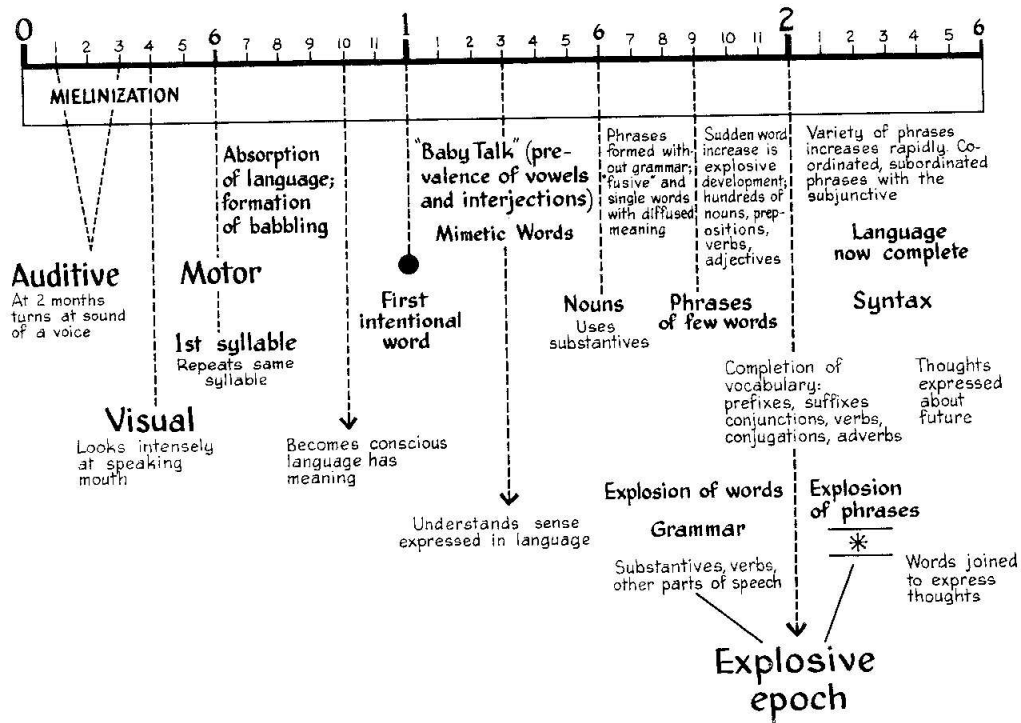 0 1 2 3 4 5 6 7 8 9 10 11 1 1 2 3 4 5 6 7 8 9 10 11 2 1 2 3 4 5 6
MIELINIZATION
Absorption
of language;
formation
of babbling
"Baby Talk" (pre-
valence of vowels
and interjections)
Mimetic Words
Phrases
formed with-
out grammar;
"fusive" and
single words
with diffused
meaning
Sudden word
increase is
explosive
development;
hundreds of
nouns, prep-
ositions,
verbs,
adjectives
Variety of phrases
increases rapidly. Co-
ordinated, subordinated
phrases with the
subjunctive
Language
now complete
Auditive
At 2 months
turns at sound
of a voice
Motor
1st syllable
Repeats same
syllable
First
intentional
word
Nouns
Uses
substantives
Phrases
of few words
Syntax
Visual
Looks intensely
at speaking
mouth
Becomes conscious
language has
meaning
Completion of
vocabulary:
prefixes, suffixes
conjunctions, verbs,
conjugations, adverbs
Thoughts
expressed
about
future
Understands sense
expressed in language
Explosion of words
Grammar
Substantives, verbs,
other parts of speech
Explosion
of phrases
Words joined
to express
thoughts
Explosive
epoch